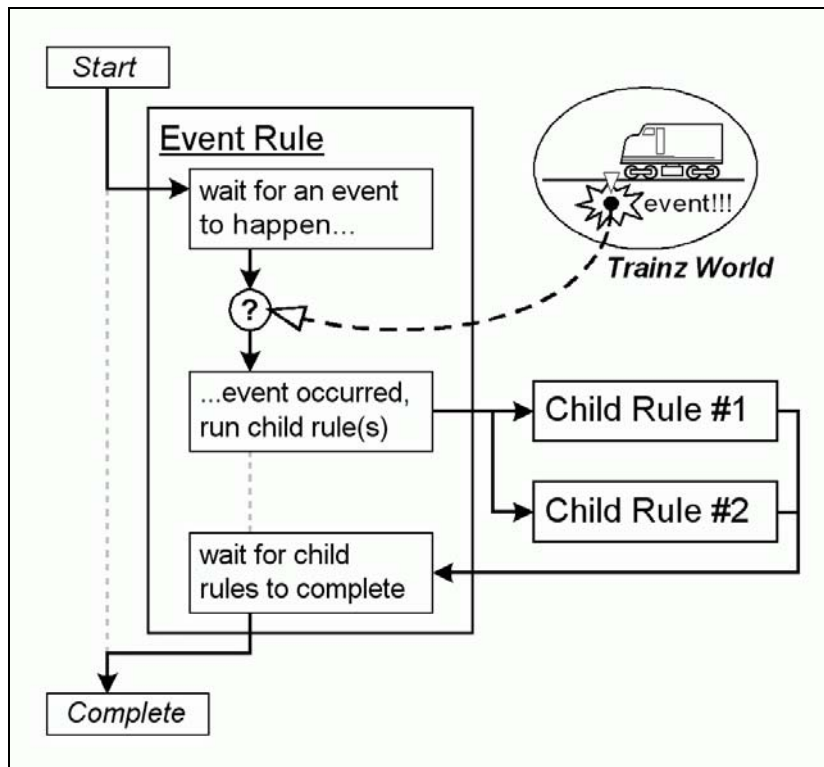 Start
Event Rule
wait for an event
to happen...
?
event!!!
Trainz World
...event occurred,
run child rule(s)
Child Rule #1
Child Rule #2
wait for child
rules to complete
Complete